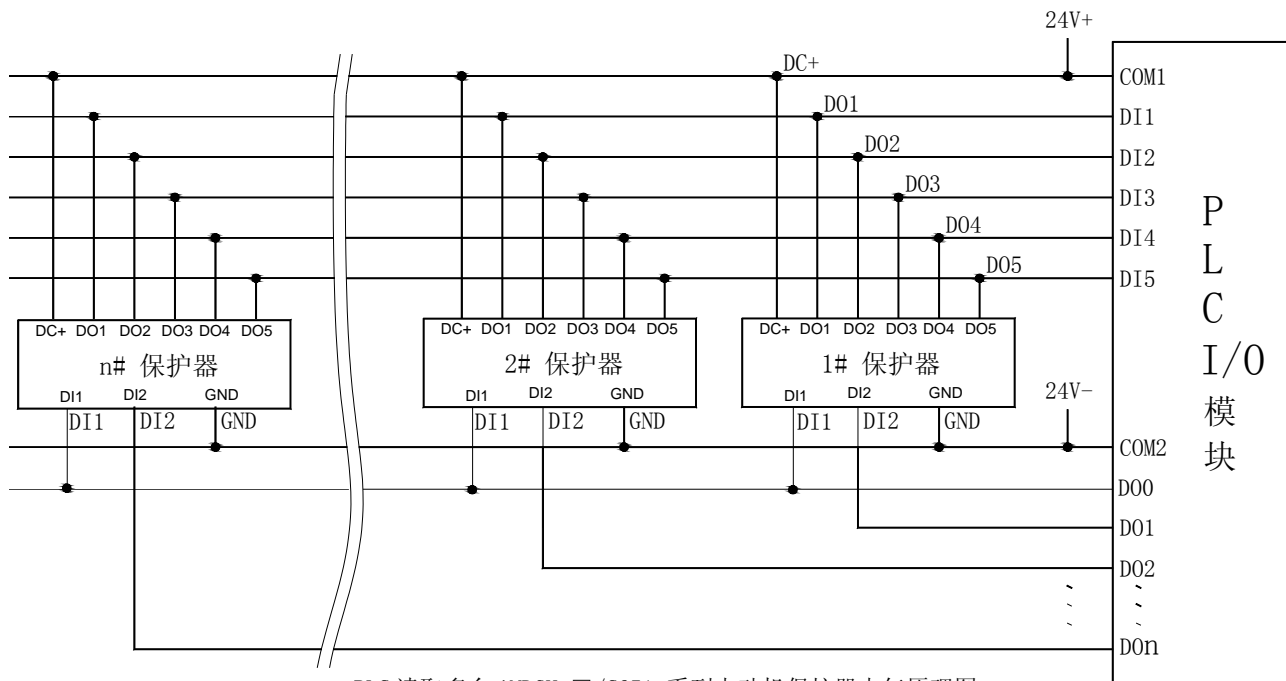 24V+
DC+
COM1
DO1
DI1
DO2
DI2
DO3
DI3
DO4
DI4
DO5
DI5
PLC I/O 模块
DC+ DO1 DO2 DO3 DO4 DO5
n# 保护器
DI1 DI2 GND
DI1 DI2 GND
DC+ DO1 DO2 DO3 DO4 DO5
2# 保护器
DI1 DI2 GND
DI1 DI2 GND
DC+ DO1 DO2 DO3 DO4 DO5
1# 保护器
DI1 DI2 GND
DI1 DI2 GND
24V-
COM2
DO0
DO1
DO2
DOn